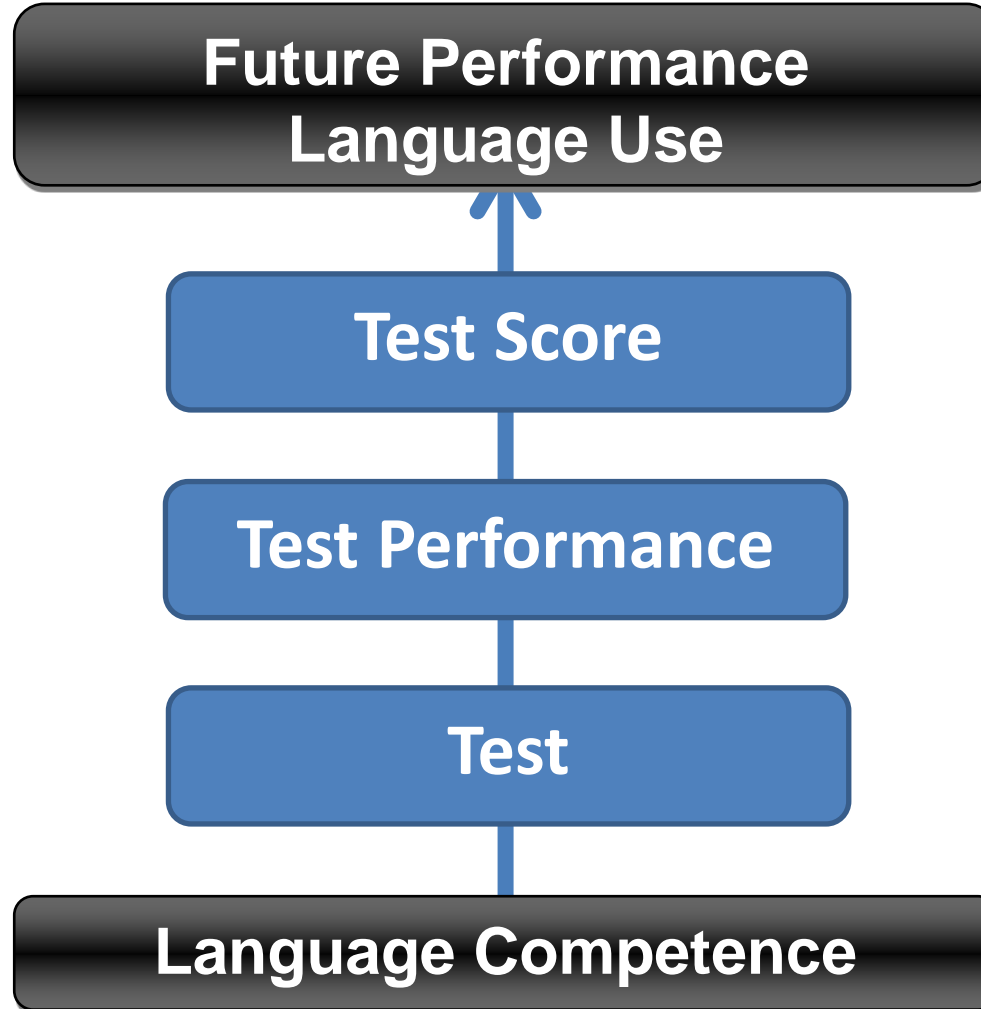 Future Performance
Language Use
Test Score
Test Performance
Test
Language Competence